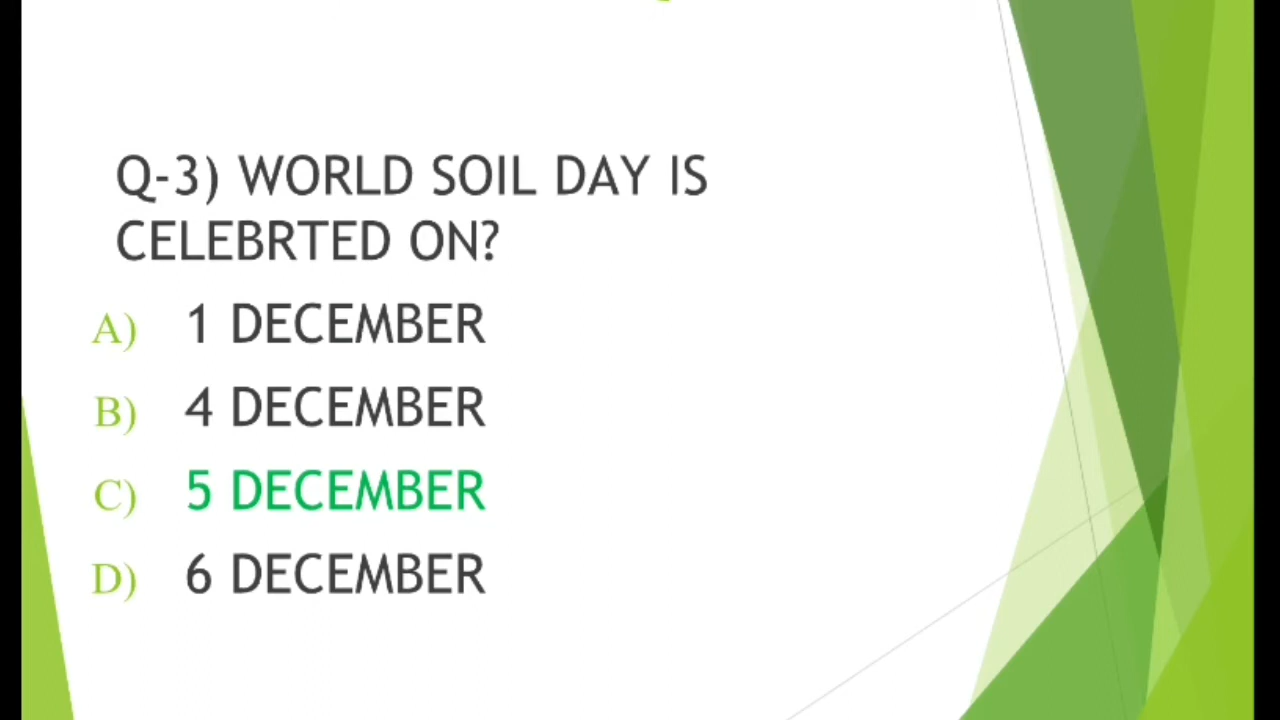 Q-3) WORLD SOIL DAY IS
CELEBRTED ON?
A) 1 DECEMBER
B) 4 DECEMBER
C) 5 DECEMBER
D) 6 DECEMBER